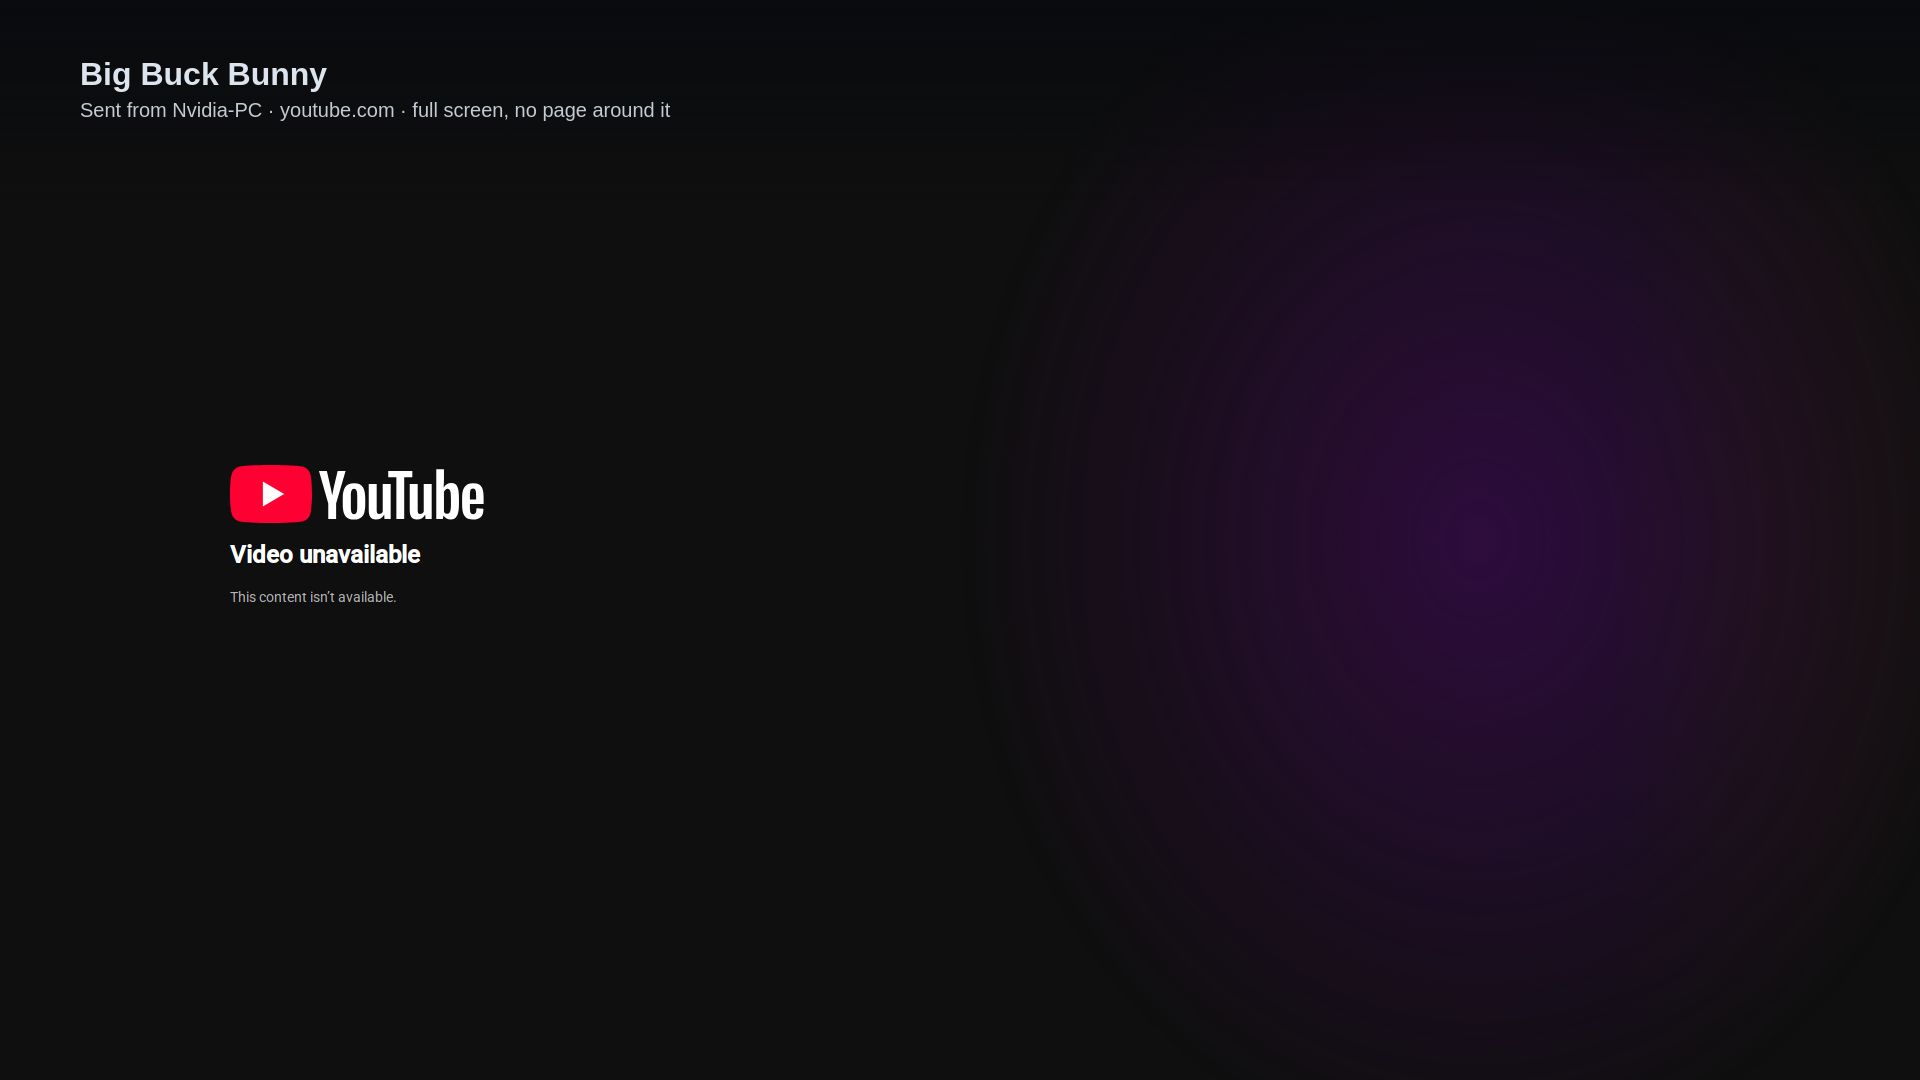 Big Buck Bunny
Sent from Nvidia-PC · youtube.com · full screen, no page around it
YouTube
Video unavailable
This content isn’t available.